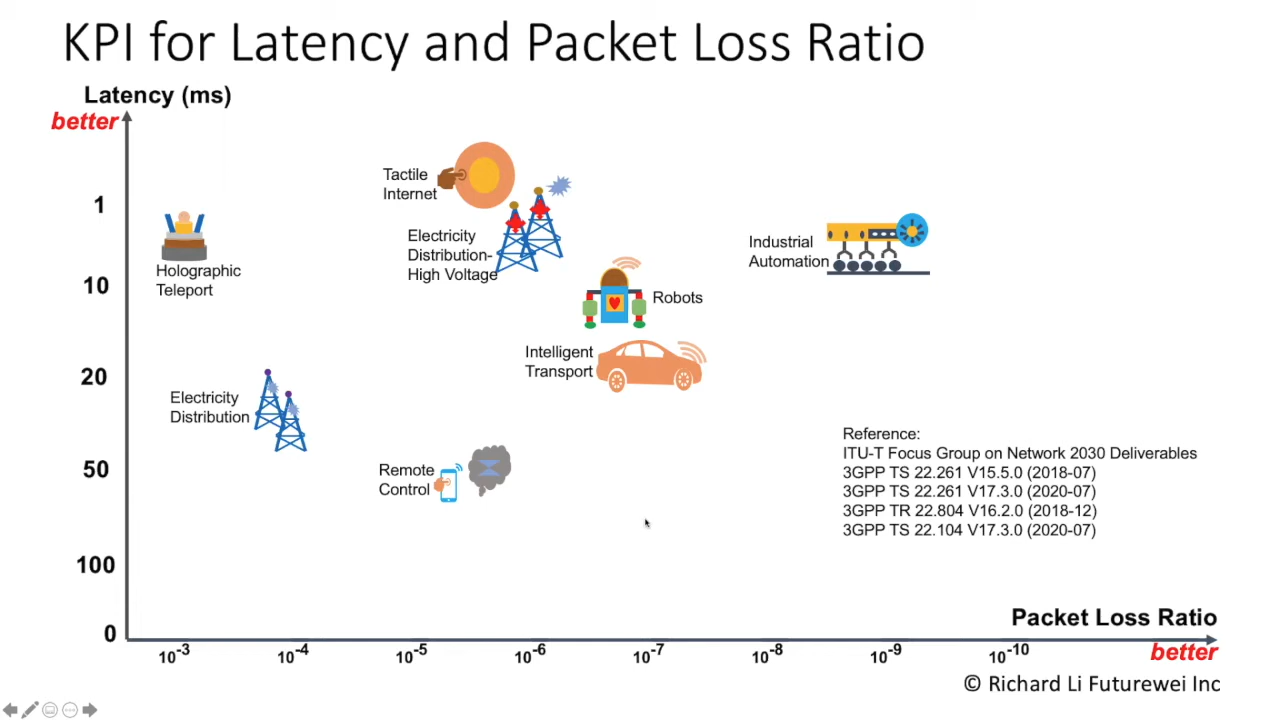 KPI for Latency and Packet Loss Ratio
Latency (ms)
better
Tactile
Internet
1
Electricity
Distribution-
High Voltage
Industrial
Automation
Holographic
Teleport
10
Robots
Intelligent
Transport
20
Electricity
Distribution
Reference:
ITU-T Focus Group on Network 2030 Deliverables
3GPP TS 22.261 V15.5.0 (2018-07)
3GPP TS 22.261 V17.3.0 (2020-07)
3GPP TR 22.804 V16.2.0 (2018-12)
3GPP TS 22.104 V17.3.0 (2020-07)
Remote
Control
50
100
Packet Loss Ratio
0
10-3 10-4 10-5 10-6 10-7 10-8 10-9 10-10
better
© Richard Li Futurewei Inc